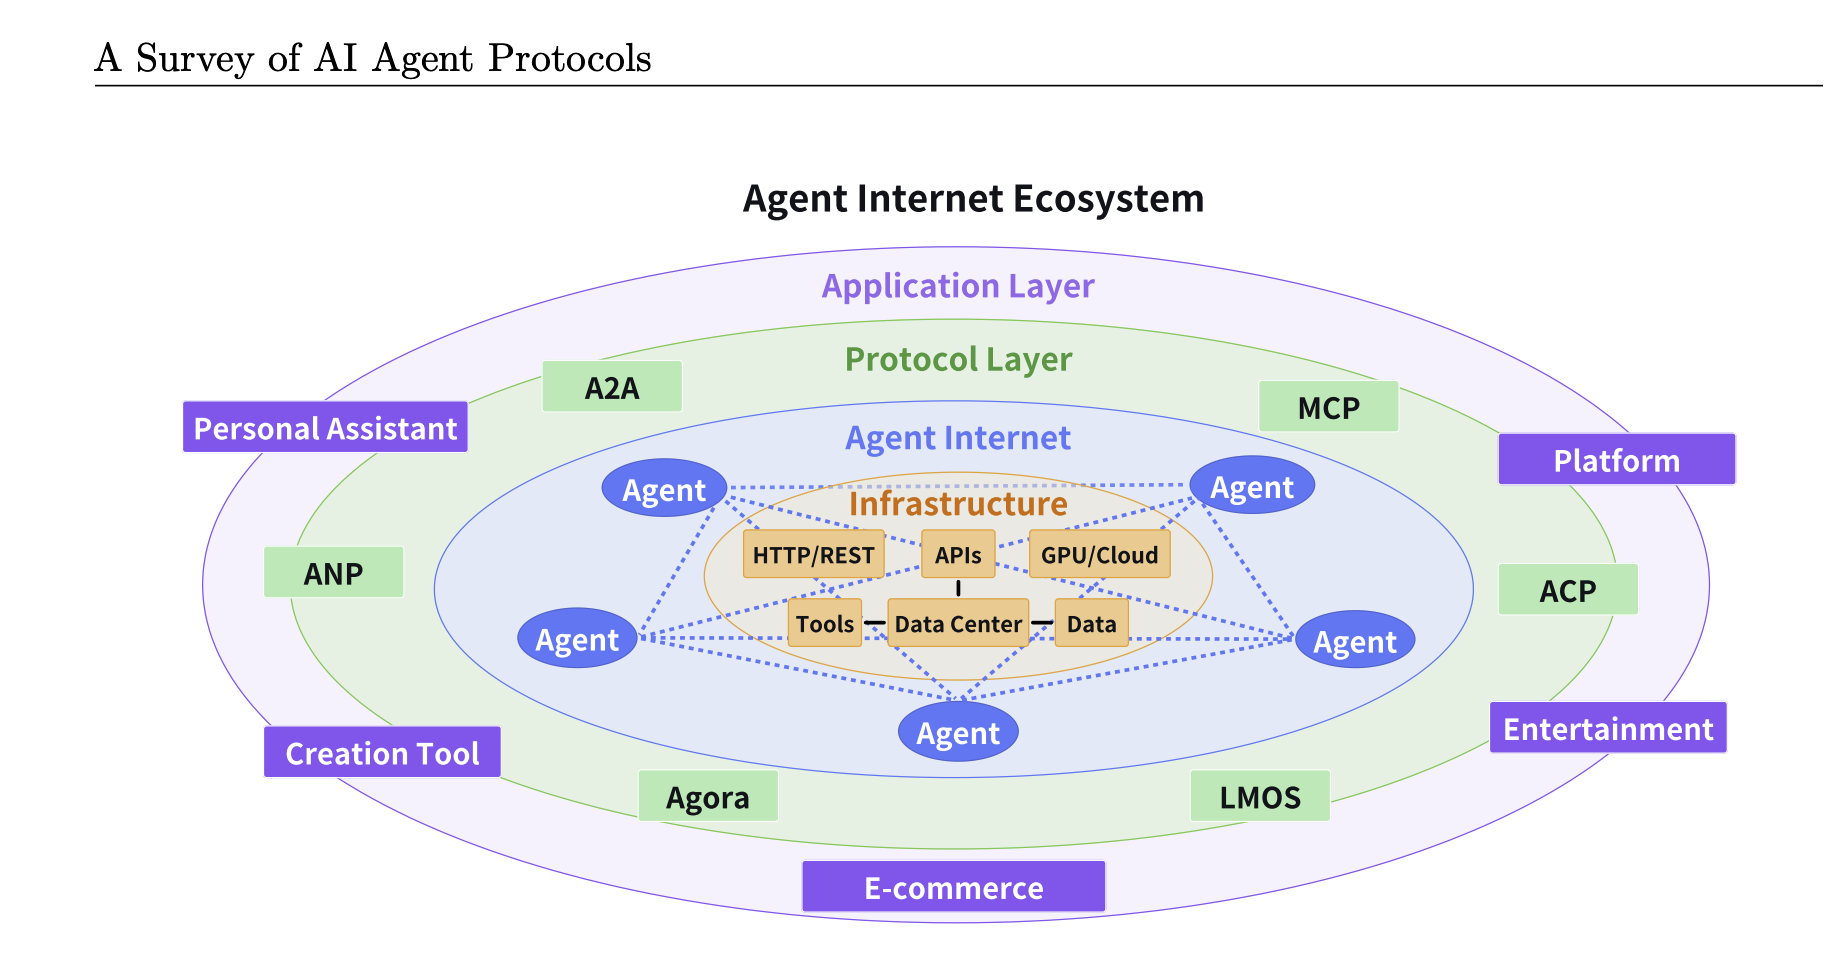 A Survey of AI Agent Protocols
Agent Internet Ecosystem
Application Layer
Protocol Layer
A2A
MCP
Personal Assistant
Agent Internet
Platform
Agent
Agent
Infrastructure
HTTP/REST
APIs
GPU/Cloud
ANP
ACP
Tools
Data Center
Data
Agent
Agent
Agent
Entertainment
Creation Tool
Agora
LMOS
E-commerce